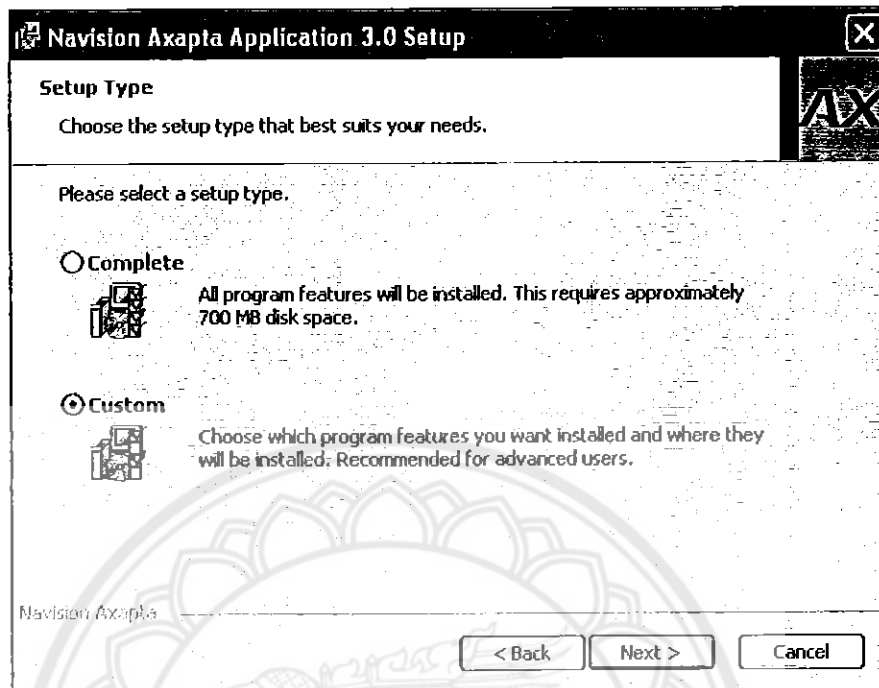 Navision Axapta Application 3.0 Setup
Setup Type
Choose the setup type that best suits your needs.
AX
Please select a setup type.
Complete
All program features will be installed. This requires approximately
700 MB disk space.
Custom
Choose which program features you want installed and where they
will be installed. Recommended for advanced users.
Navision Axapta
< Back
Next >
Cancel